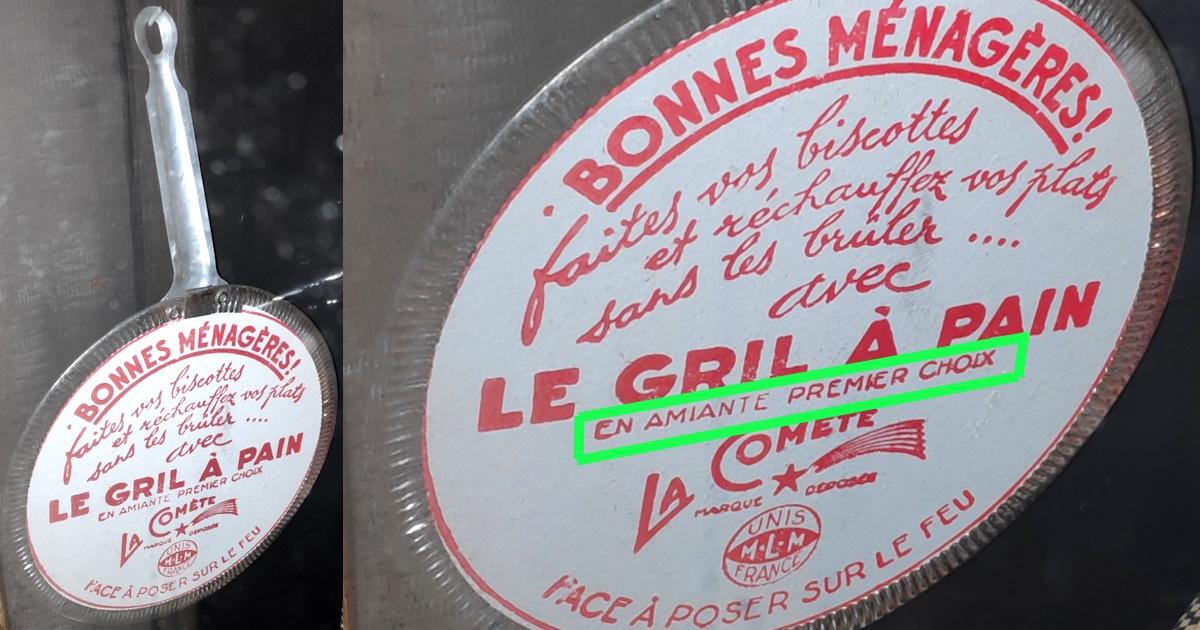 BONNES MÉNAGÈRES!
faites vos biscottes
et réchauffez vos plats
sans les brûler ....
avec
LE GRIL À PAIN
EN AMIANTE PREMIER CHOIX
LA COMÈTE
MARQUE DÉPOSÉE
UNIS
M·L·M
FRANCE
FACE À POSER SUR LE FEU
BONNES MÉNAGÈRES!
faites vos biscottes
et réchauffez vos plats
sans les brûler ....
avec
LE GRIL À PAIN
EN AMIANTE PREMIER CHOIX
LA COMÈTE
MARQUE DÉPOSÉE
UNIS
M·L·M
FRANCE
FACE À POSER SUR LE FEU